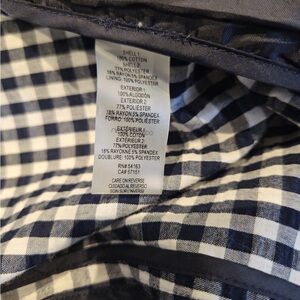 SHELL 1
100% COTTON
SHELL 2
77% POLYESTER
18% RAYON 5% SPANDEX
LINING: 100% POLYESTER
EXTERIOR 1
100% ALGODÓN
EXTERIOR 2
77% POLIÉSTER
18% RAYÓN 5% SPANDEX
FORRO: 100% POLIÉSTER
EXTÉRIEUR 1
100% COTON
EXTÉRIEUR 2
77% POLYESTER
18% RAYONNE 5% SPANDEX
DOUBLURE: 100% POLYESTER
RN# 54163
CA# 57151
CARE ON REVERSE
CUIDADO AL REVERSO
SOIN SUR L'INVERSE